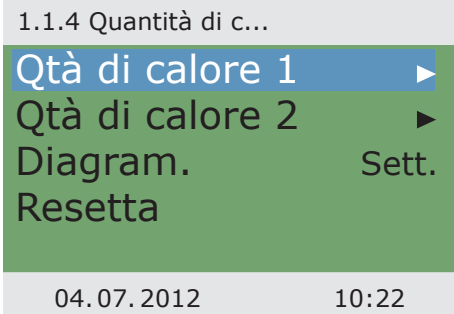 1.1.4 Quantità di c...
Qtà di calore 1 ▶
Qtà di calore 2 ▶
Diagram. Sett.
Resetta
04.07.2012 10:22